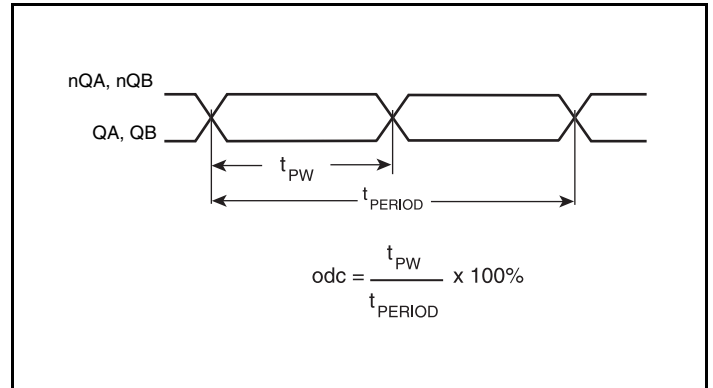 nQA, nQB
QA, QB
tPW
tPERIOD
odc = tPW / tPERIOD x 100%